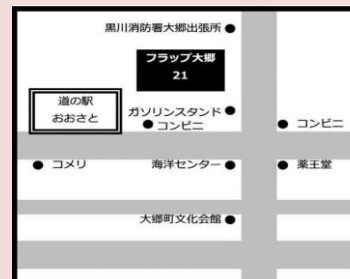 黒川消防署大郷出張所
フラップ大郷
21
道の駅
おおさと
ガソリンスタンド
コンビニ
コンビニ
コメリ
海洋センター
薬王堂
大郷町文化会館